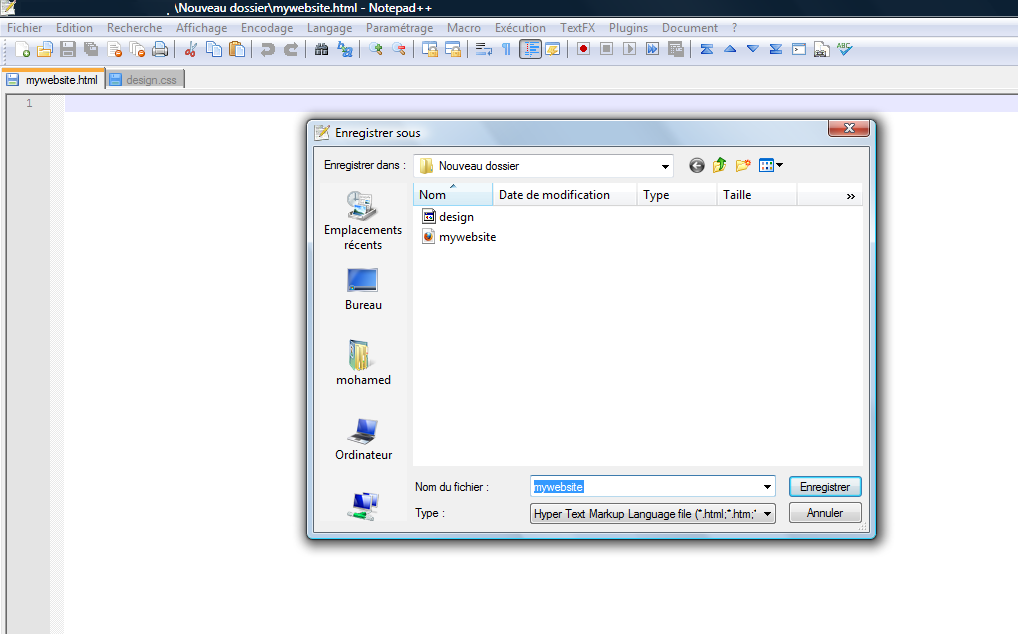 \Nouveau dossier\mywebsite.html - Notepad++
Fichier Edition Recherche Affichage Encodage Langage Paramétrage Macro Exécution TextFX Plugins Document ?
ABC
mywebsite.html design.css
1
Enregistrer sous
Enregistrer dans : Nouveau dossier
Nom Date de modification Type Taille »
design
mywebsite
Emplacements
récents
Bureau
mohamed
Ordinateur
Nom du fichier : mywebsite Enregistrer
Type : Hyper Text Markup Language file (*.html;*.htm;* Annuler